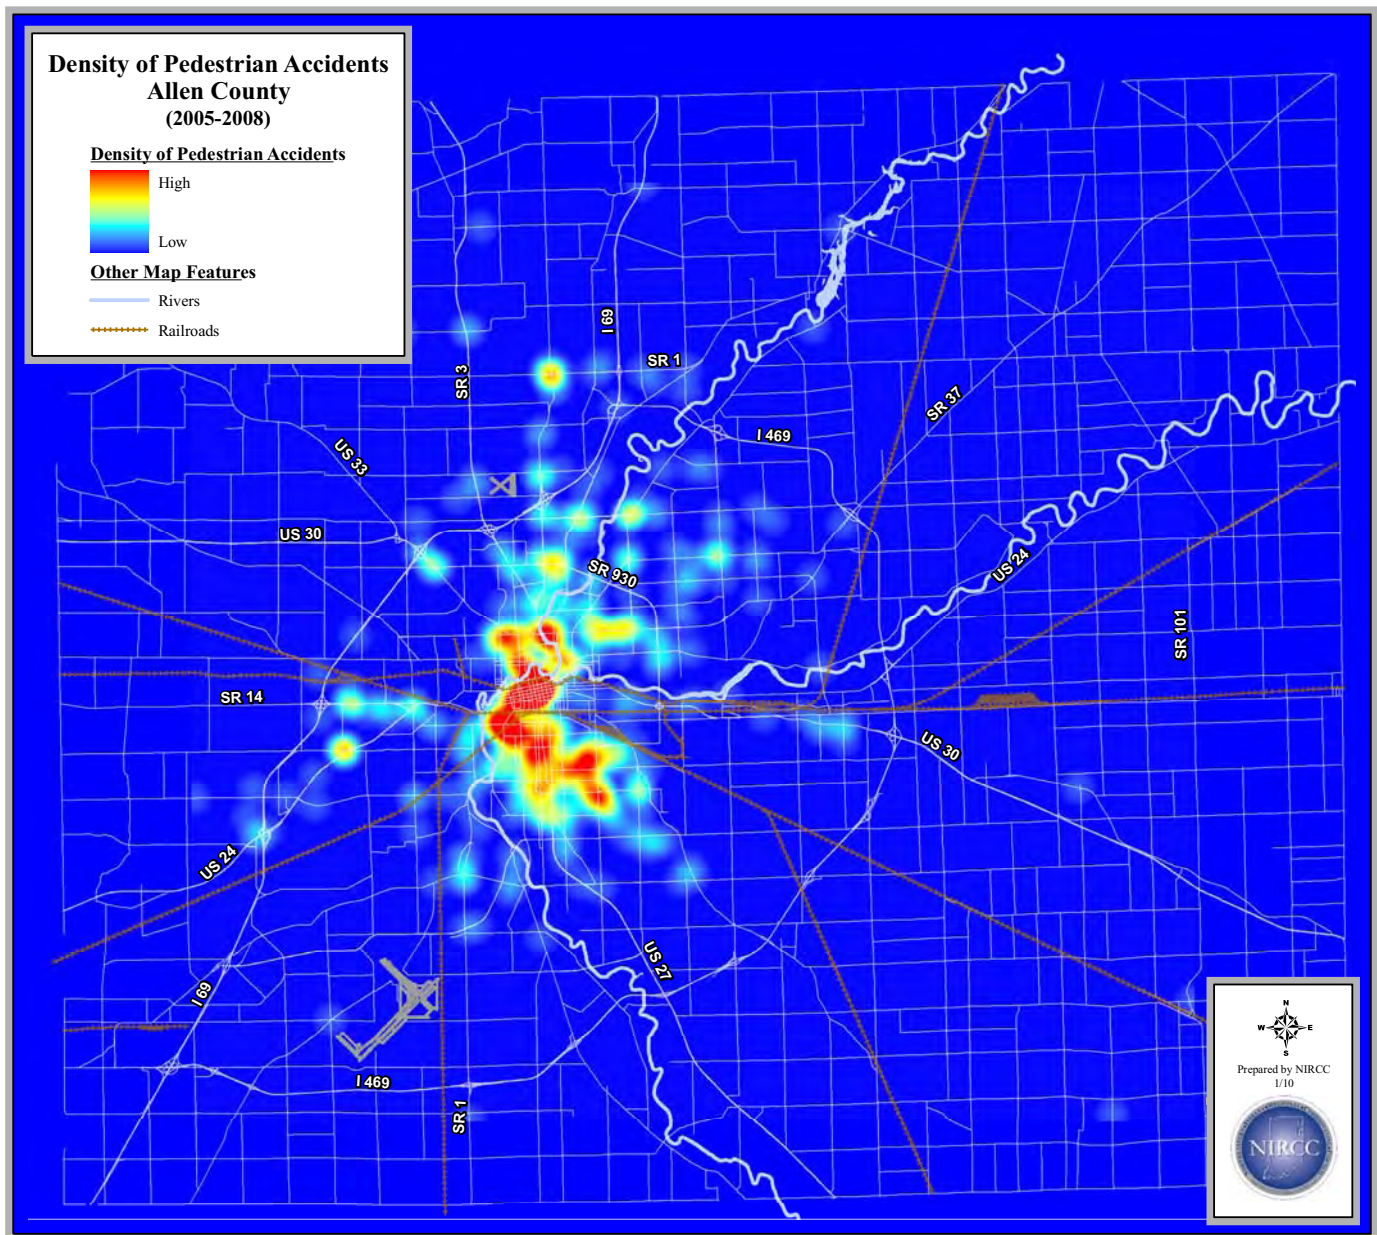 Density of Pedestrian Accidents
Allen County
(2005-2008)
Density of Pedestrian Accidents
High
Low
Other Map Features
Rivers
Railroads
I 69
SR 1
SR 3
SR 37
I 469
US 33
US 30
SR 930
US 24
SR 101
SR 14
US 30
US 24
US 27
I 69
I 469
SR 1
N
W
E
S
Prepared by NIRCC
1/10
NIRCC